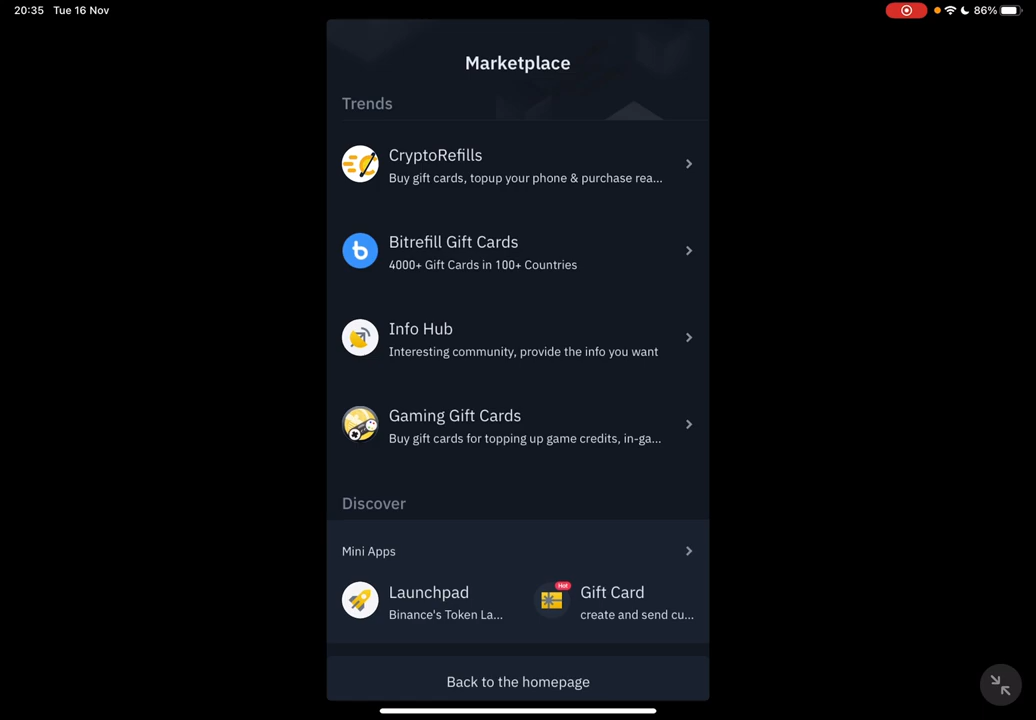 20:35 Tue 16 Nov
86%
Marketplace
Trends
CryptoRefills
Buy gift cards, topup your phone & purchase rea...
Bitrefill Gift Cards
4000+ Gift Cards in 100+ Countries
Info Hub
Interesting community, provide the info you want
Gaming Gift Cards
Buy gift cards for topping up game credits, in-ga...
Discover
Mini Apps
Launchpad
Binance's Token La...
Hot
Gift Card
create and send cu...
Back to the homepage